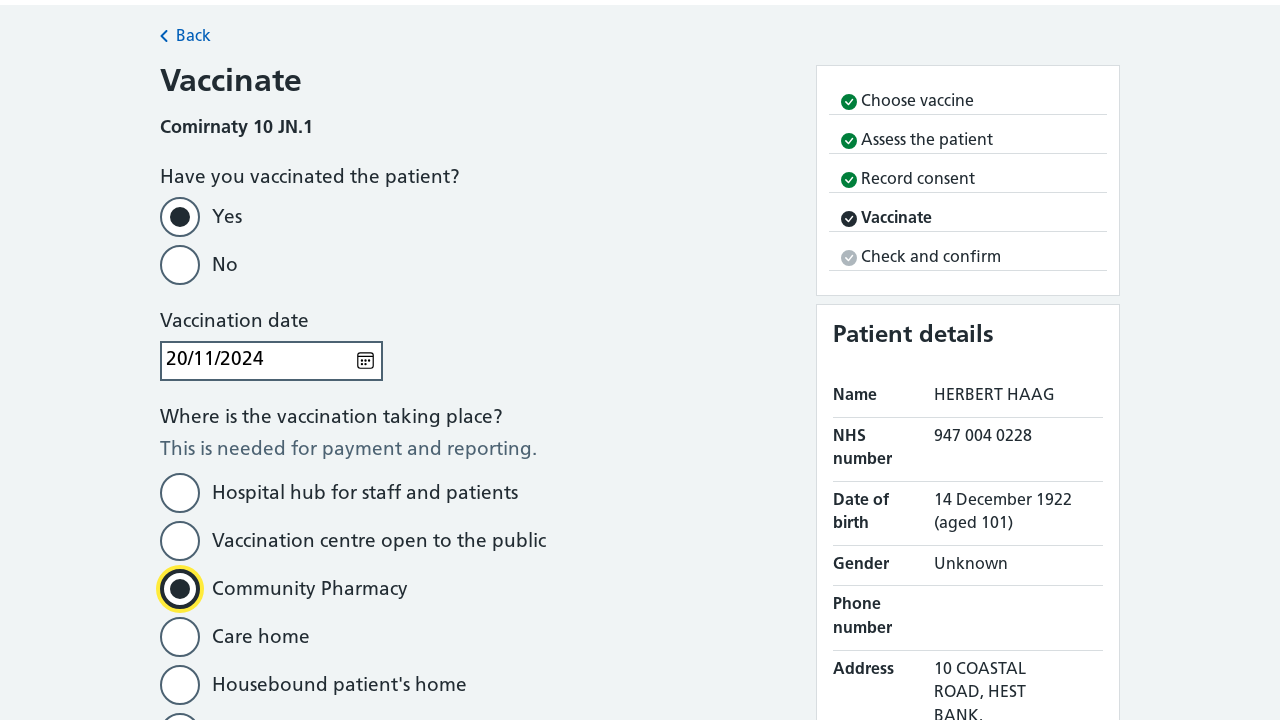 Back
Vaccinate
Comirnaty 10 JN.1
Have you vaccinated the patient?
Yes
No
Vaccination date
20/11/2024
Where is the vaccination taking place?
This is needed for payment and reporting.
Hospital hub for staff and patients
Vaccination centre open to the public
Community Pharmacy
Care home
Housebound patient's home
Choose vaccine
Assess the patient
Record consent
Vaccinate
Check and confirm
Patient details
Name HERBERT HAAG
NHS 947 004 0228
number
Date of 14 December 1922
birth (aged 101)
Gender Unknown
Phone
number
Address 10 COASTAL
ROAD, HEST
BANK,